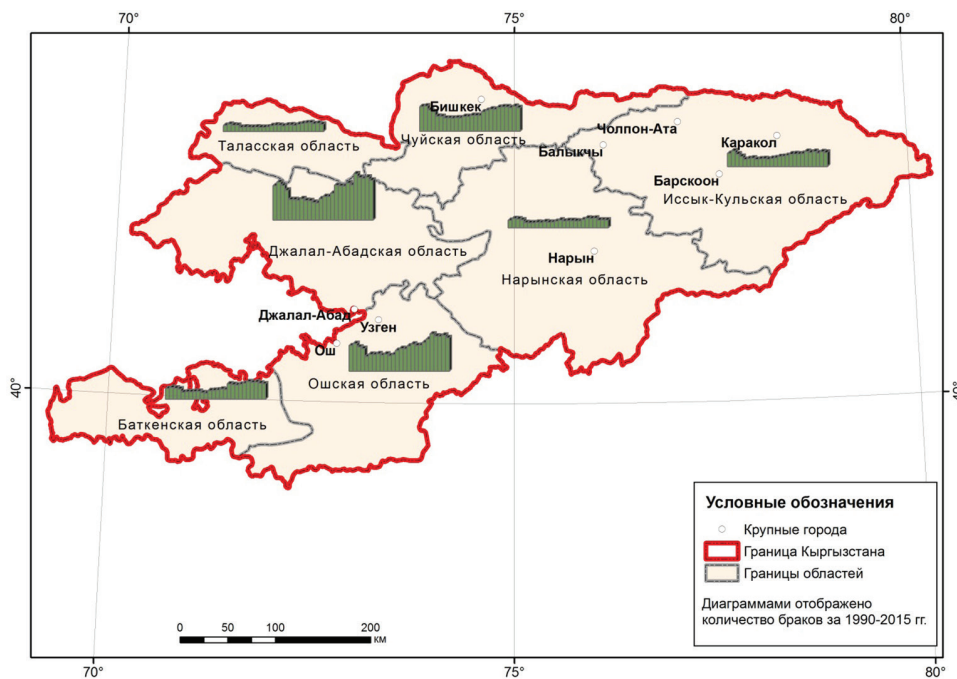 70°
75°
80°
Бишкек
Чуйская область
Таласская область
Чолпон-Ата
Балыкчы
Каракол
Барскоон
Иссык-Кульская область
Джалал-Абадская область
Нарын
Нарынская область
Джалал-Абад
Узген
Ош
Ошская область
40°
40°
Баткенская область
Условные обозначения
Крупные города
Граница Кыргызстана
Границы областей
Диаграммами отображено
количество браков за 1990-2015 гг.
0 50 100 200
км
70°
75°
80°